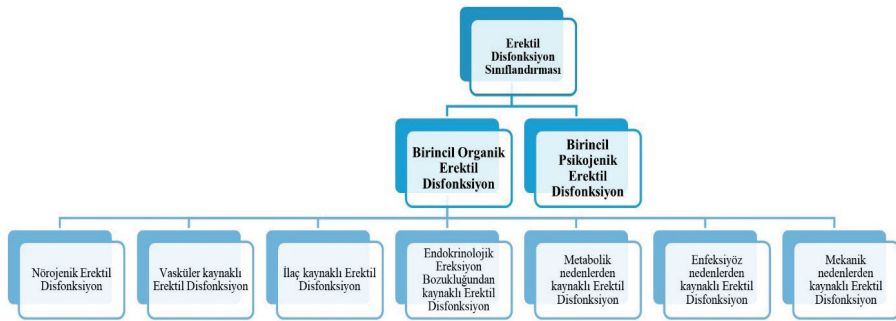 Erektil
Disfonksiyon
Sınıflandırması
Birincil Organik
Erektil
Disfonksiyon
Birincil
Psikojenik
Erektil
Disfonksiyon
Nörojenik Erektil
Disfonksiyon
Vasküler kaynaklı
Erektil Disfonksiyon
İlaç kaynaklı Erektil
Disfonksiyon
Endokrinolojik
Ereksiyon
Bozukluğundan
kaynaklı Erektil
Disfonksiyon
Metabolik
nedenlerden
kaynaklı Erektil
Disfonksiyon
Enfeksiyöz
nedenlerden
kaynaklı Erektil
Disfonksiyon
Mekanik
nedenlerden
kaynaklı Erektil
Disfonksiyon